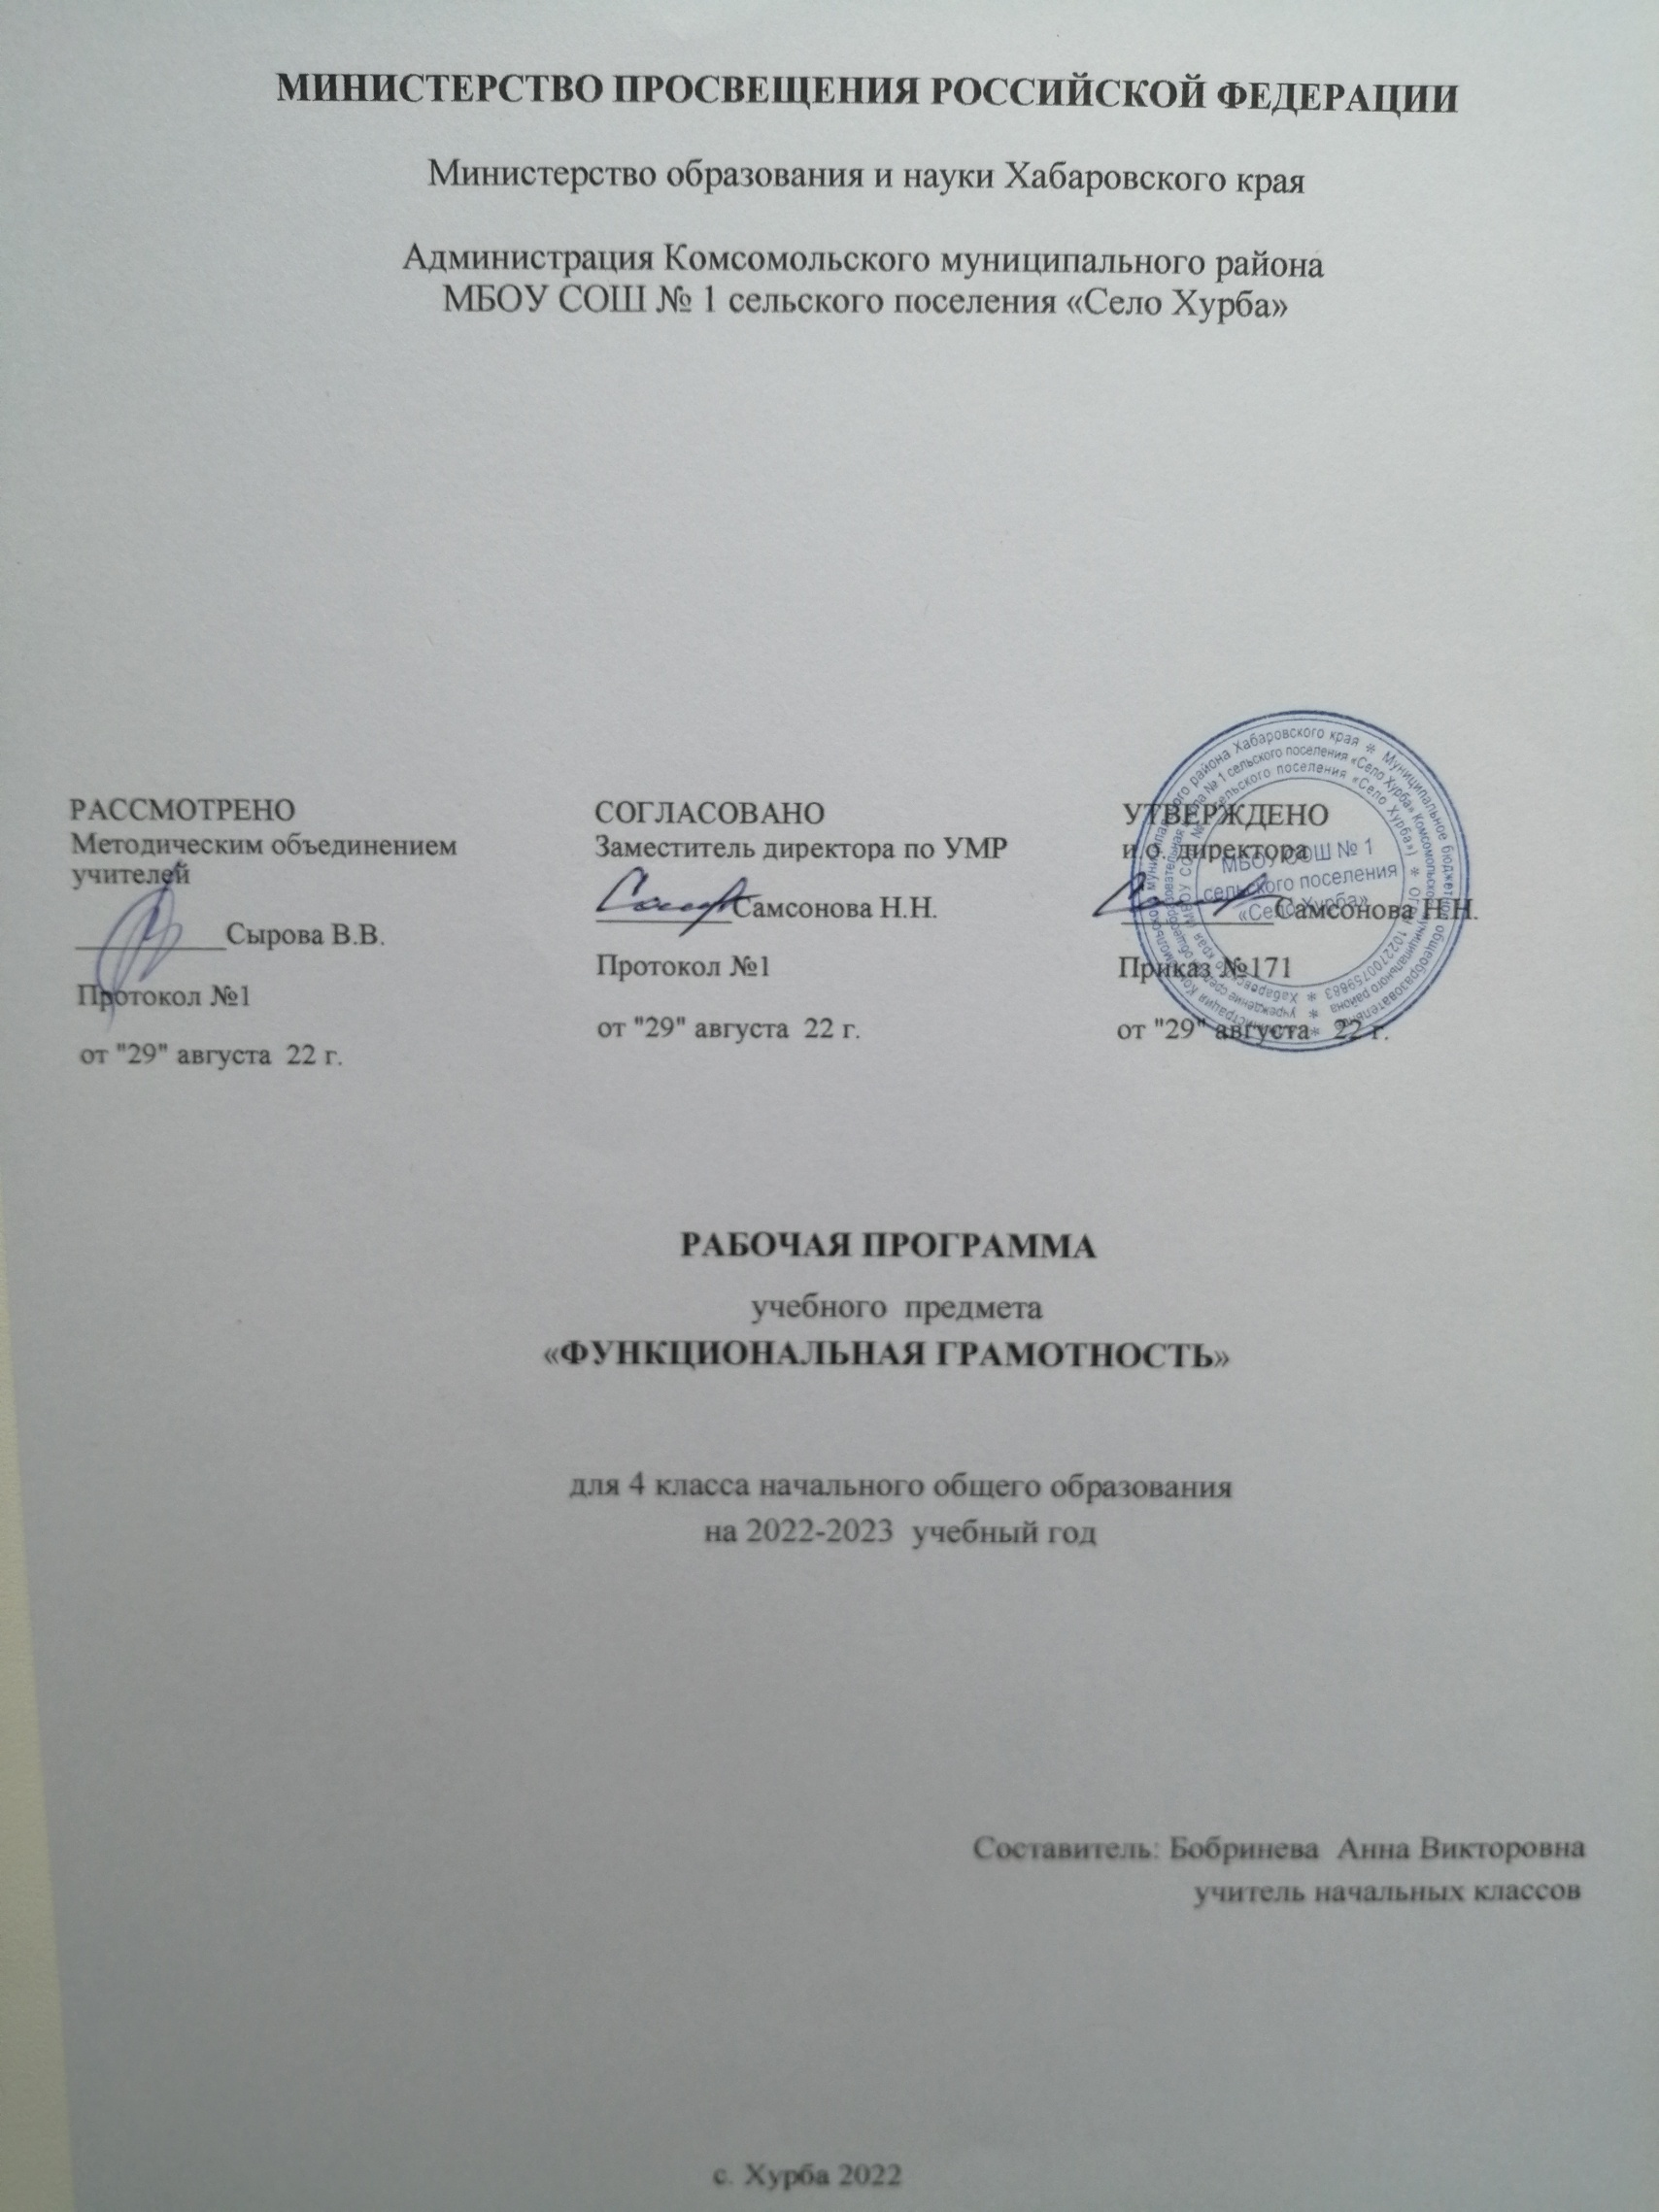 МИНИСТЕРСТВО ПРОСВЕЩЕНИЯ РОССИЙСКОЙ ФЕДЕРАЦИИ
Министерство образования и науки Хабаровского края
Администрация Комсомольского муниципального района
МБОУ СОШ № 1 сельского поселения «Село Хурба»
РАССМОТРЕНО
Методическим объединением
учителей
Сырова В.В.
Протокол №1
от "29" августа 22 г.
СОГЛАСОВАНО
Заместитель директора по УМР
Самсонова Н.Н.
Протокол №1
от "29" августа 22 г.
УТВЕРЖДЕНО
и.о. директора
Самсонова Н.Н.
Приказ №171
от "29" августа 22 г.
МБОУ СОШ № 1
сельского поселения
«Село Хурба»
РАБОЧАЯ ПРОГРАММА
учебного предмета
«ФУНКЦИОНАЛЬНАЯ ГРАМОТНОСТЬ»
для 4 класса начального общего образования
на 2022-2023 учебный год
Составитель: Бобринева Анна Викторовна
учитель начальных классов
с. Хурба 2022